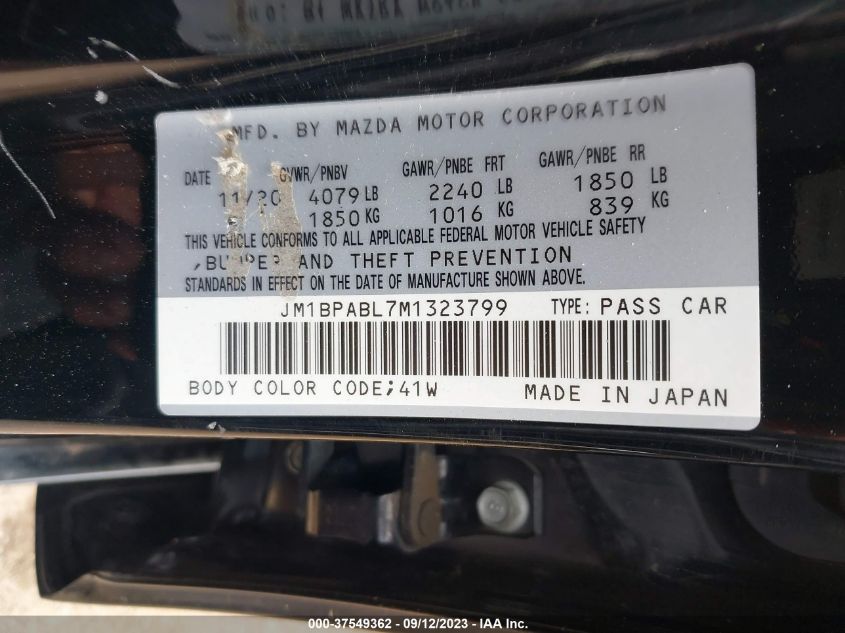 MFD. BY MAZDA MOTOR CORPORATION
DATE GVWR/PNBV GAWR/PNBE FRT GAWR/PNBE RR
11/20 4079 LB 2240 LB 1850 LB
1850 KG 1016 KG 839 KG
THIS VEHICLE CONFORMS TO ALL APPLICABLE FEDERAL MOTOR VEHICLE SAFETY
,BUMPER AND THEFT PREVENTION
STANDARDS IN EFFECT ON THE DATE OF MANUFACTURE SHOWN ABOVE.
JM1BPABL7M1323799 TYPE: PASS CAR
BODY COLOR CODE;41W MADE IN JAPAN
000-37549362 - 09/12/2023 - IAA Inc.